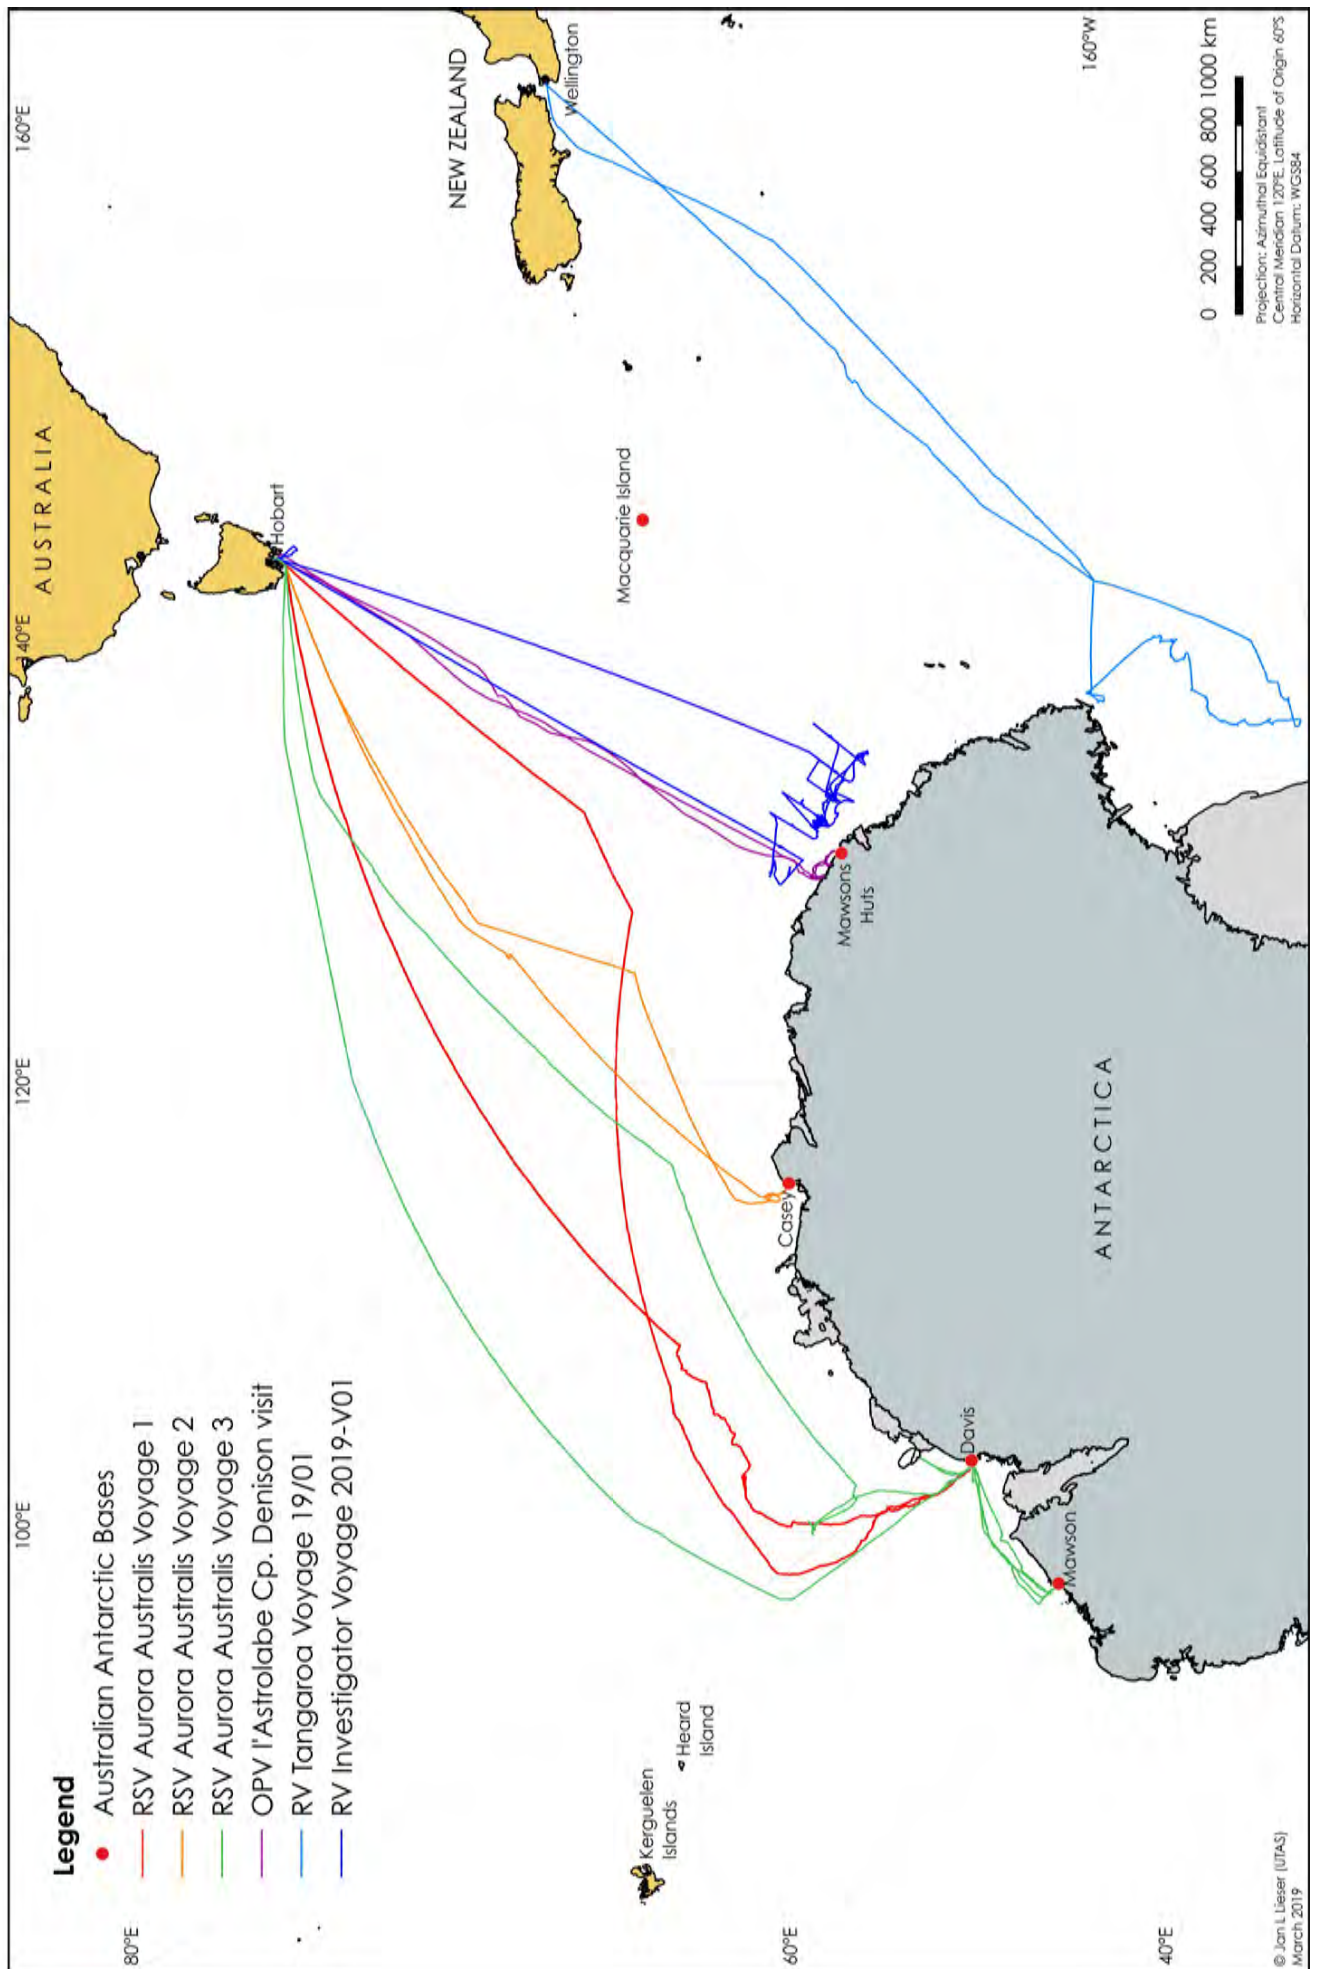 Legend
Australian Antarctic Bases
RSV Aurora Australis Voyage 1
RSV Aurora Australis Voyage 2
RSV Aurora Australis Voyage 3
OPV l'Astrolabe Cp. Denison visit
RV Tangaroa Voyage 19/01
RV Investigator Voyage 2019-V01
80°E
100°E
120°E
140°E
160°E
AUSTRALIA
Hobart
NEW ZEALAND
Wellington
Macquarie Island
Kerguelen
Islands
Heard
Island
60°E
Casey
Mawsons
Huts
Davis
Mawson
ANTARCTICA
40°E
160°W
0 200 400 600 800 1000 km
Projection: Azimuthal Equidistant
Central Meridian 120°E, Latitude of Origin 60°S
Horizontal Datum: WGS84
© Jan L Lieser (UTAS)
March 2019